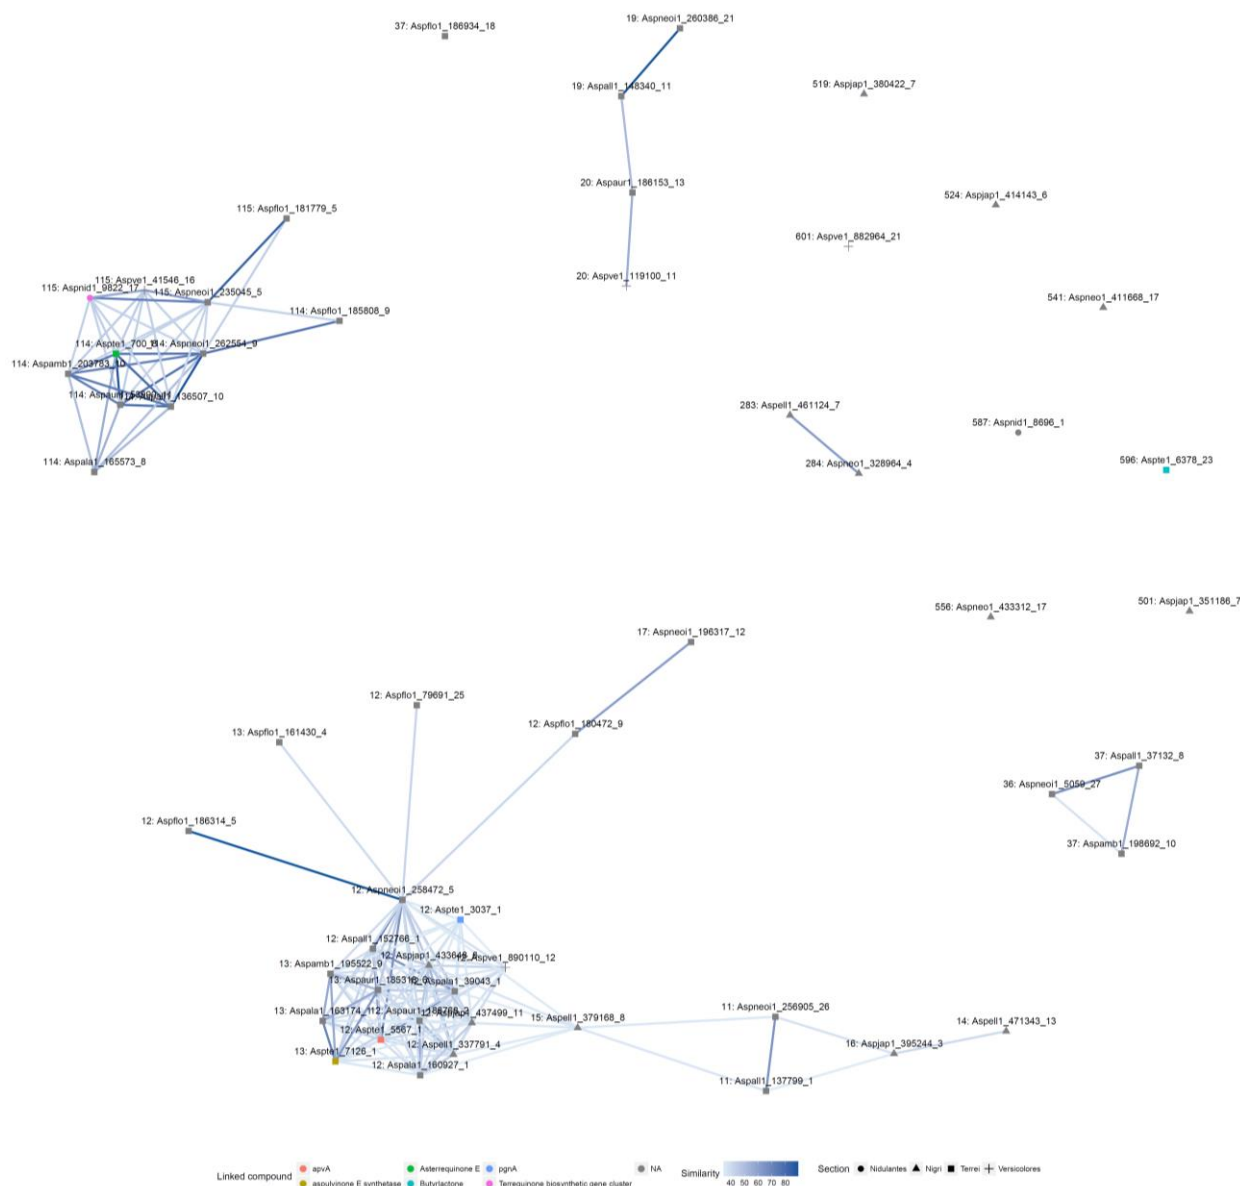 19: Aspneoi1_260386_21
37: Aspflo1_186934_18
519: Aspjap1_380422_7
19: Aspall1_148340_11
20: Aspaur1_186153_13
524: Aspjap1_414143_6
115: Aspflo1_181779_5
601: Aspve1_882964_21
20: Aspve1_119100_11
115: Aspve1_41546_16
115: Aspnid1_9822_17
115: Aspneoi1_235045_5
541: Aspneo1_411668_17
114: Aspflo1_185808_9
114: Aspneoi1_262554_9
114: Aspamb1_203783_10
136507_10
283: Aspell1_461124_7
587: Aspnid1_8696_1
114: Aspala1_165573_8
284: Aspneo1_328964_4
596: Aspte1_6378_23
556: Aspneo1_433312_17
501: Aspjap1_351186_7
17: Aspneoi1_196317_12
12: Aspflo1_79691_25
12: Aspflo1_180472_9
13: Aspflo1_161430_4
37: Aspall1_37132_8
36: Aspneoi1_5059_27
12: Aspflo1_186314_5
37: Aspamb1_198692_10
12: Aspneoi1_258472_5
12: Aspte1_3037_1
12: Aspall1_152766_1
12: Aspve1_890110_12
13: Aspamb1_195522_9
Aspala1_39043_1
437499_11
12: Aspte1_5567_1
15: Aspell1_379168_8
11: Aspneoi1_256905_26
14: Aspell1_471343_13
16: Aspjap1_395244_3
12: Aspell1_337791_4
13: Aspte1_7126_1
12: Aspala1_160927_1
11: Aspall1_137799_1
Linked compound
apvA
Asterrequinone E
pgnA
NA
aspulvinone E synthetase
Butyrlactone
Terrequinone biosynthetic gene cluster
Similarity
40 50 60 70 80
Section
Nidulantes
Nigri
Terrei
Versicolores